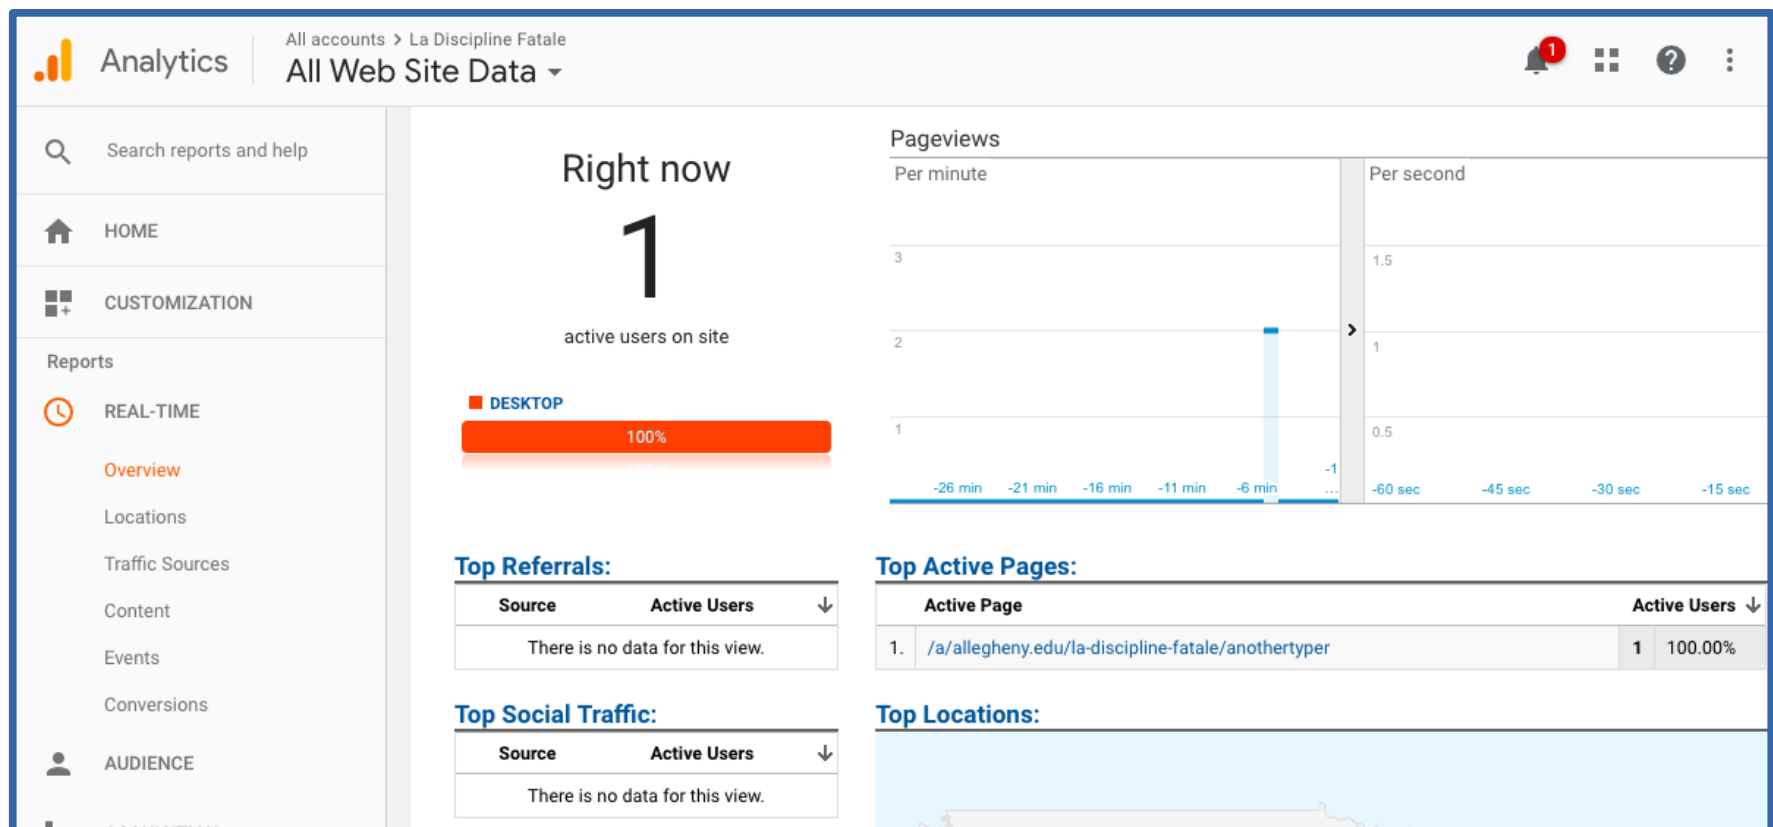 Analytics
All accounts > La Discipline Fatale
All Web Site Data
1
Search reports and help
HOME
CUSTOMIZATION
Reports
REAL-TIME
Overview
Locations
Traffic Sources
Content
Events
Conversions
AUDIENCE
Right now
1
active users on site
DESKTOP
100%
Pageviews
Per minute
3
2
1
-26 min -21 min -16 min -11 min -6 min -1
...
Per second
1.5
1
0.5
-60 sec -45 sec -30 sec -15 sec
Top Referrals:
Source Active Users
There is no data for this view.
Top Active Pages:
Active Page Active Users
1. /a/allegheny.edu/la-discipline-fatale/anothertyper 1 100.00%
Top Social Traffic:
Source Active Users
There is no data for this view.
Top Locations: